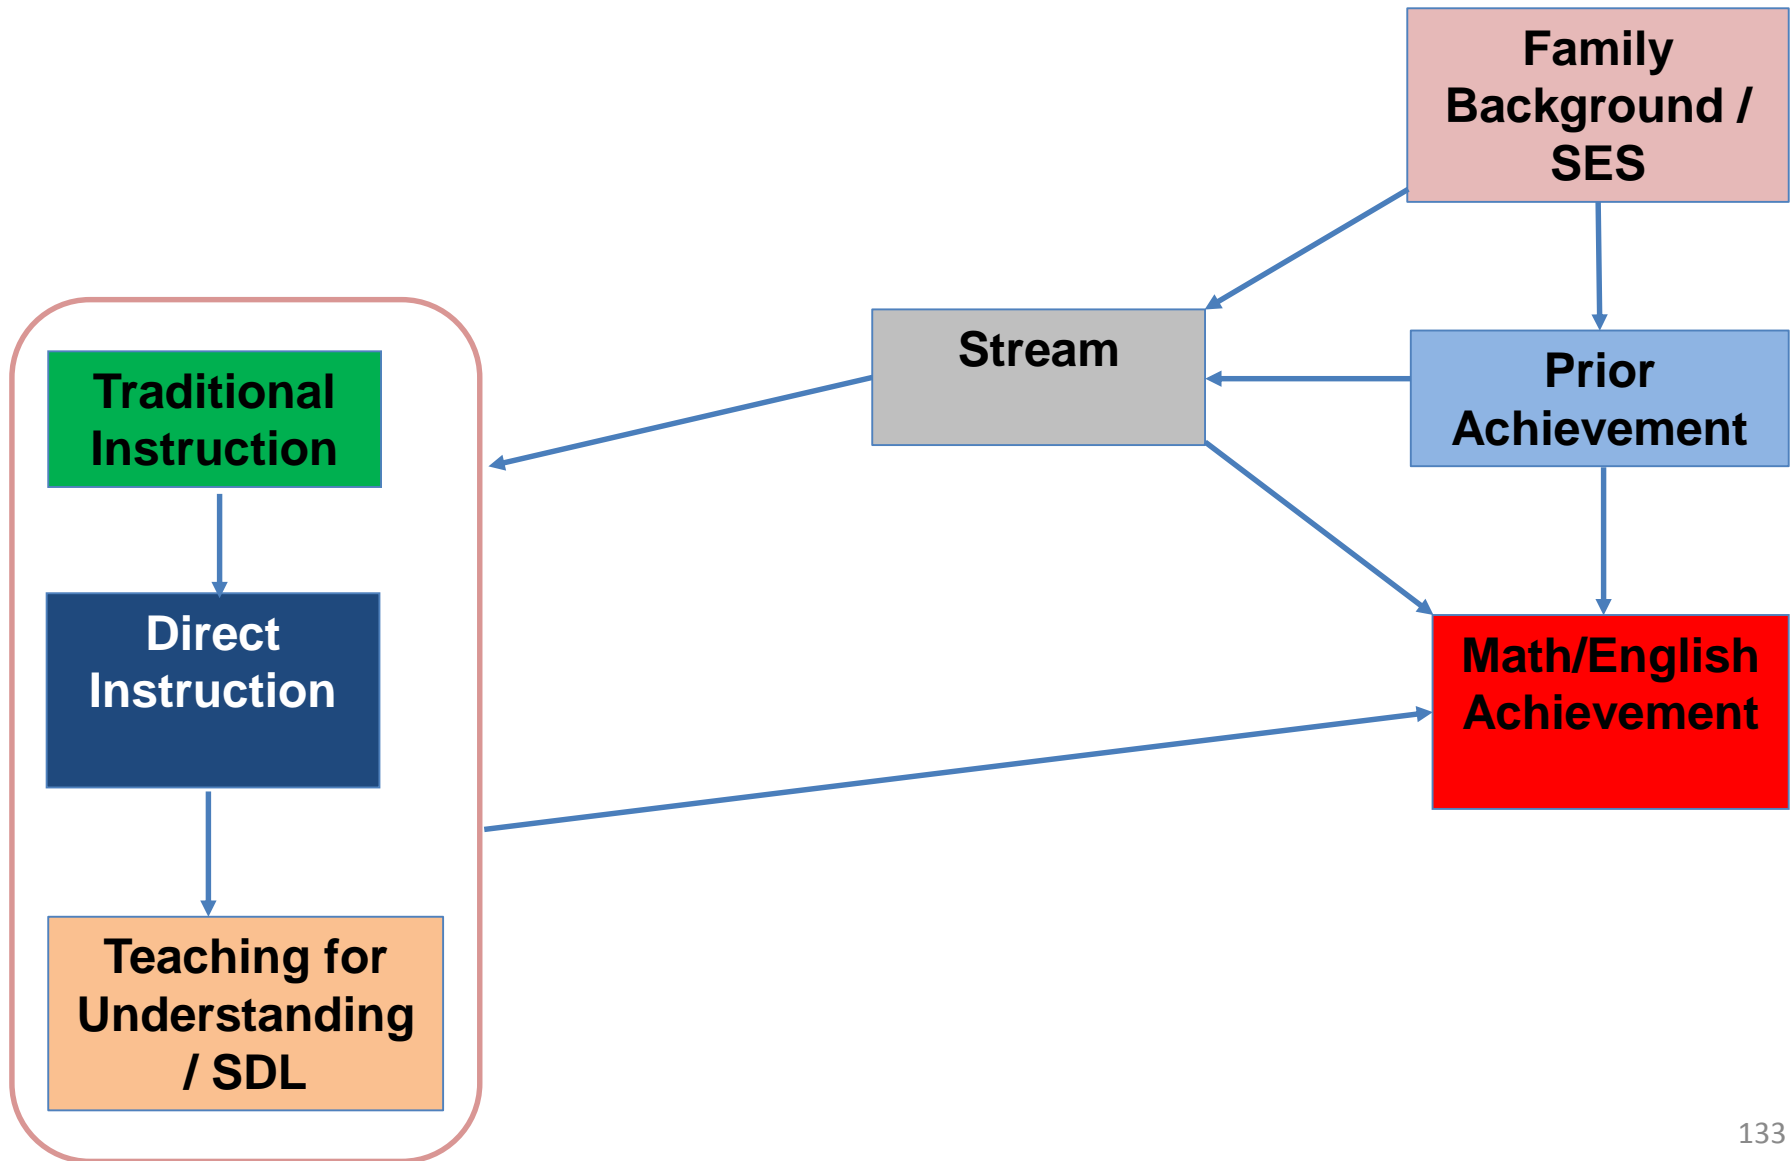 Family
Background /
SES
Stream
Prior
Achievement
Traditional
Instruction
Direct
Instruction
Math/English
Achievement
Teaching for
Understanding
/ SDL
133